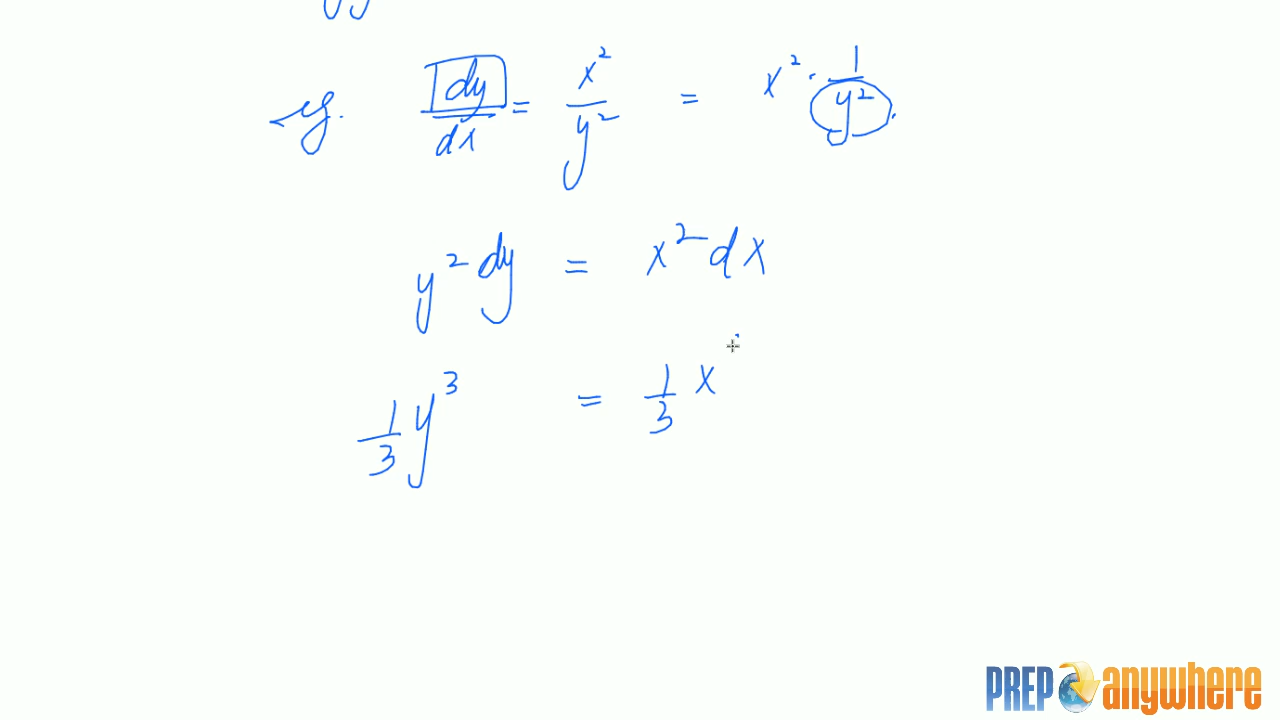 eg. dy/dx = x²/y² = x² · 1/y².
y² dy = x² dx
1/3 y³ = 1/3 x
PREP anywhere